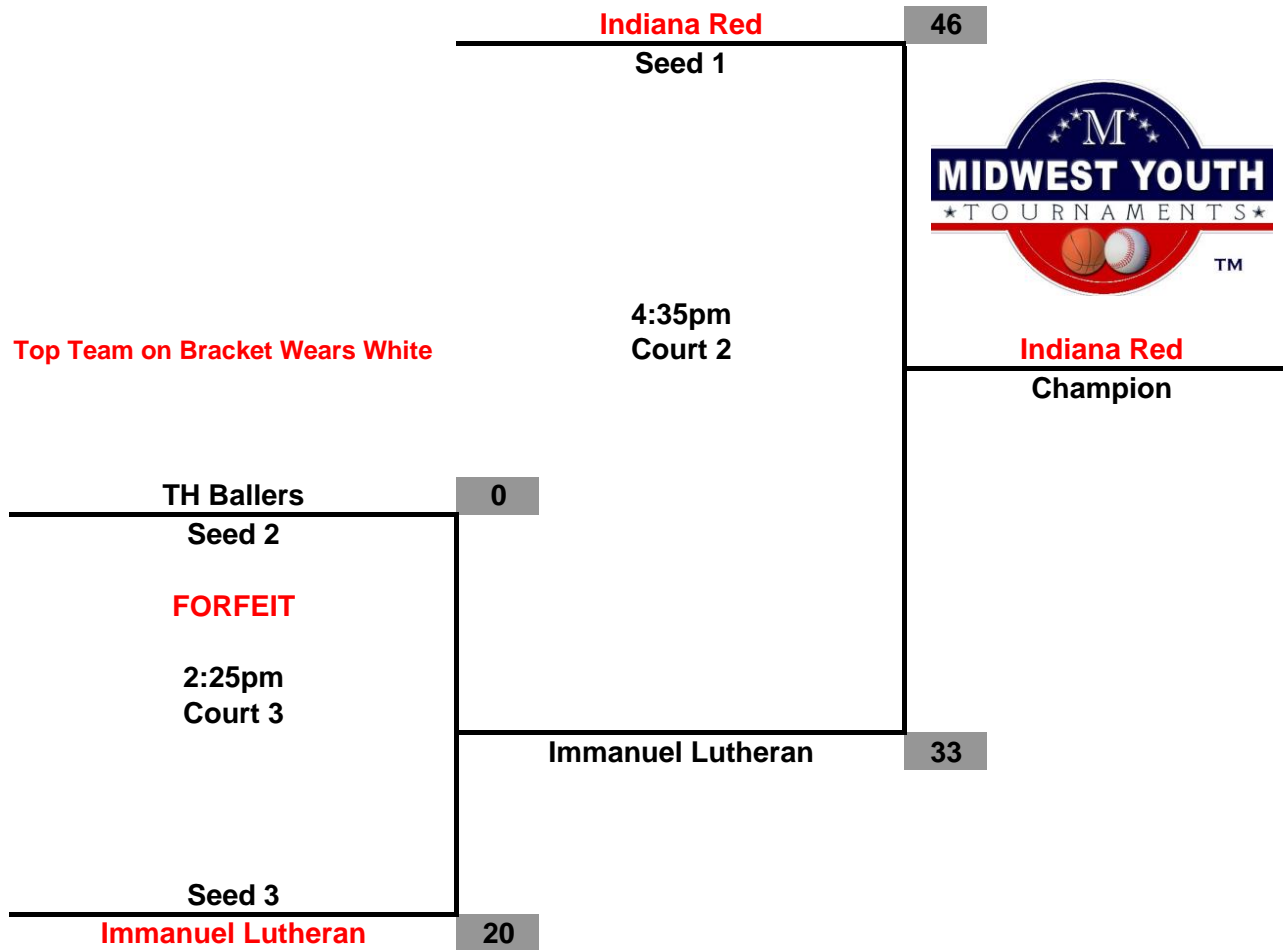 Indiana Red 46
Seed 1
M
MIDWEST YOUTH
TOURNAMENTS
TM
4:35pm
Top Team on Bracket Wears White Court 2 Indiana Red
Champion
TH Ballers 0
Seed 2
FORFEIT
2:25pm
Court 3
Immanuel Lutheran 33
Seed 3
Immanuel Lutheran 20